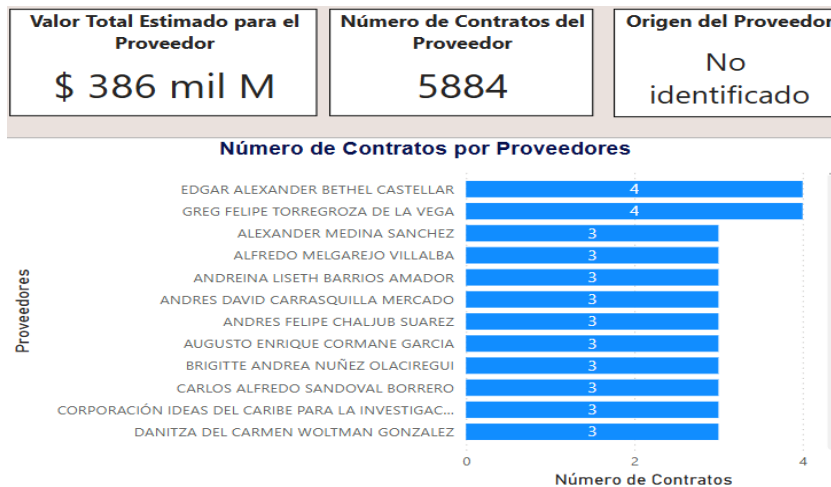 Valor Total Estimado para el
Proveedor
$ 386 mil M
Número de Contratos del
Proveedor
5884
Origen del Proveedor
No
identificado
Número de Contratos por Proveedores
Proveedores
EDGAR ALEXANDER BETHEL CASTELLAR 4
GREG FELIPE TORREGROZA DE LA VEGA 4
ALEXANDER MEDINA SANCHEZ 3
ALFREDO MELGAREJO VILLALBA 3
ANDREINA LISETH BARRIOS AMADOR 3
ANDRES DAVID CARRASQUILLA MERCADO 3
ANDRES FELIPE CHALJUB SUAREZ 3
AUGUSTO ENRIQUE CORMANE GARCIA 3
BRIGITTE ANDREA NUÑEZ OLACIREGUI 3
CARLOS ALFREDO SANDOVAL BORRERO 3
CORPORACIÓN IDEAS DEL CARIBE PARA LA INVESTIGAC... 3
DANITZA DEL CARMEN WOLTMAN GONZALEZ 3
0 2 4
Número de Contratos